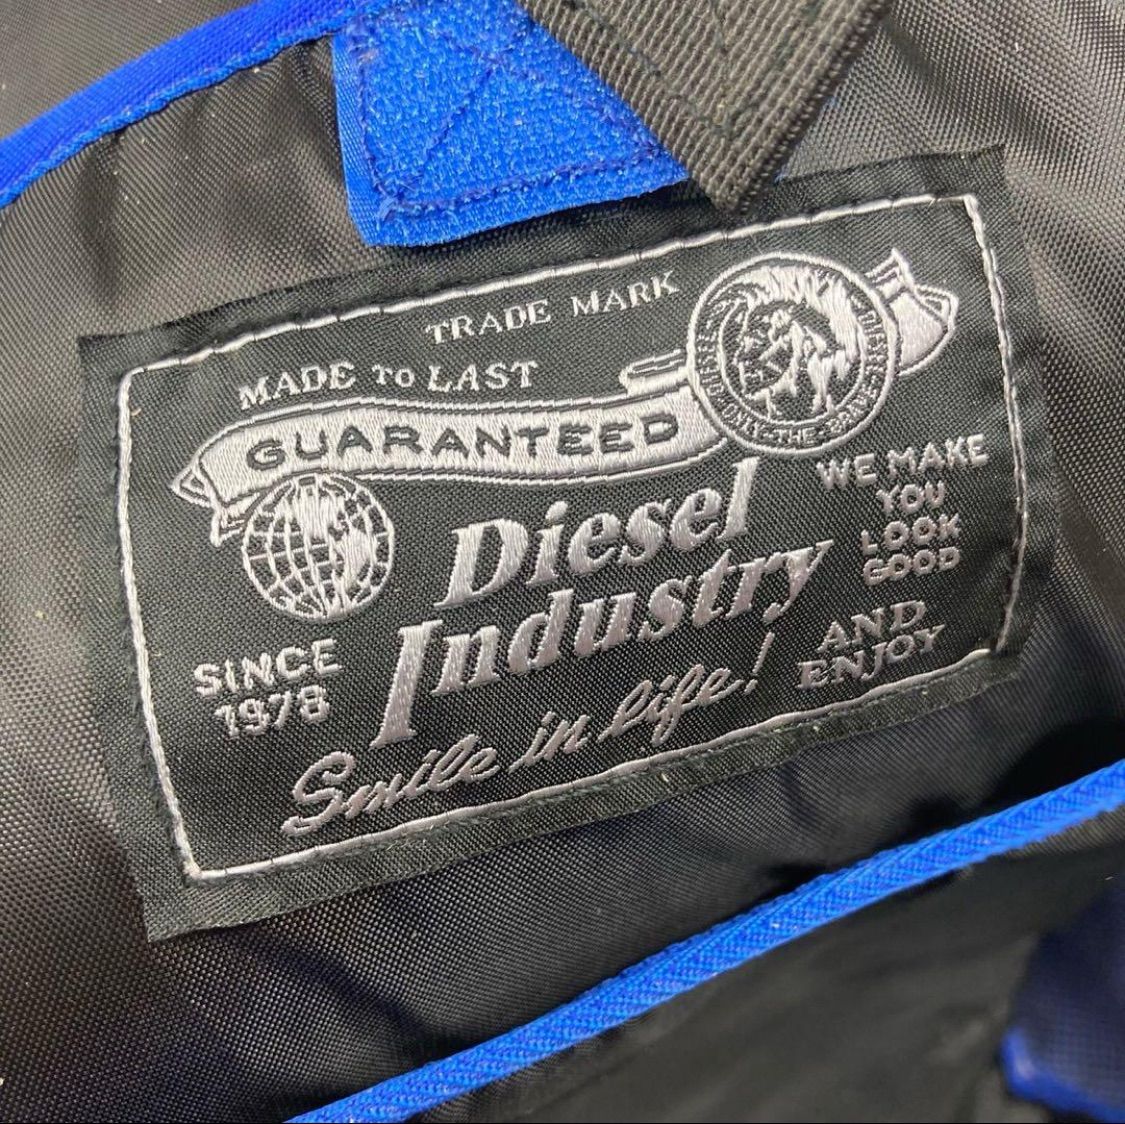 TRADE MARK
MADE TO LAST
GUARANTEED
Diesel
Industry
SINCE
1978
Smile in life!
WE MAKE
YOU
LOOK
GOOD
AND
ENJOY